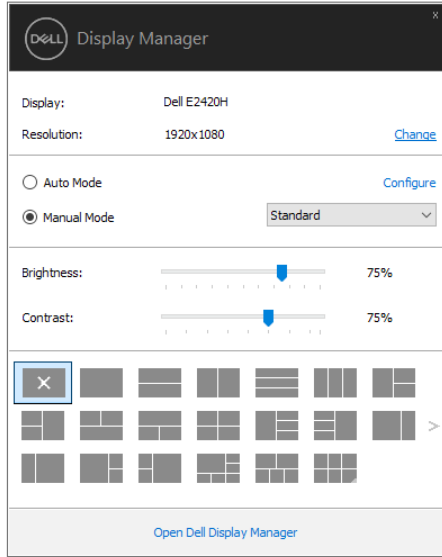 x
DELL Display Manager
Display: Dell E2420H
Resolution: 1920x1080 Change
Auto Mode Configure
Manual Mode Standard
Brightness: 75%
Contrast: 75%
Open Dell Display Manager